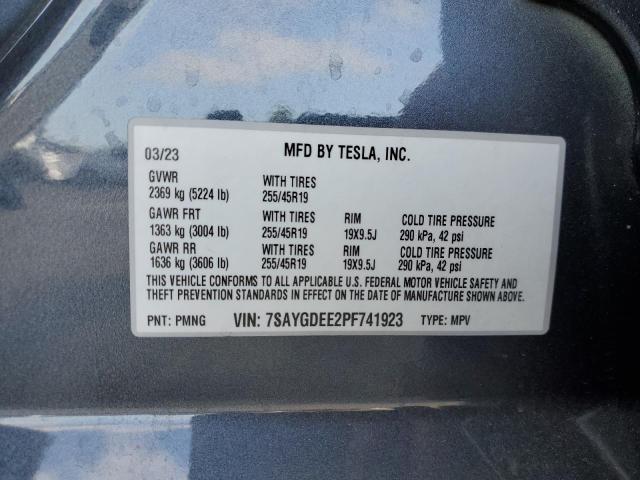 03/23 MFD BY TESLA, INC.
GVWR WITH TIRES
2369 kg (5224 lb) 255/45R19
GAWR FRT WITH TIRES RIM COLD TIRE PRESSURE
1363 kg (3004 lb) 255/45R19 19X9.5J 290 kPa, 42 psi
GAWR RR WITH TIRES RIM COLD TIRE PRESSURE
1636 kg (3606 lb) 255/45R19 19X9.5J 290 kPa, 42 psi
THIS VEHICLE CONFORMS TO ALL APPLICABLE U.S. FEDERAL MOTOR VEHICLE SAFETY AND
THEFT PREVENTION STANDARDS IN EFFECT ON THE DATE OF MANUFACTURE SHOWN ABOVE.
PNT: PMNG VIN: 7SAYGDEE2PF741923 TYPE: MPV